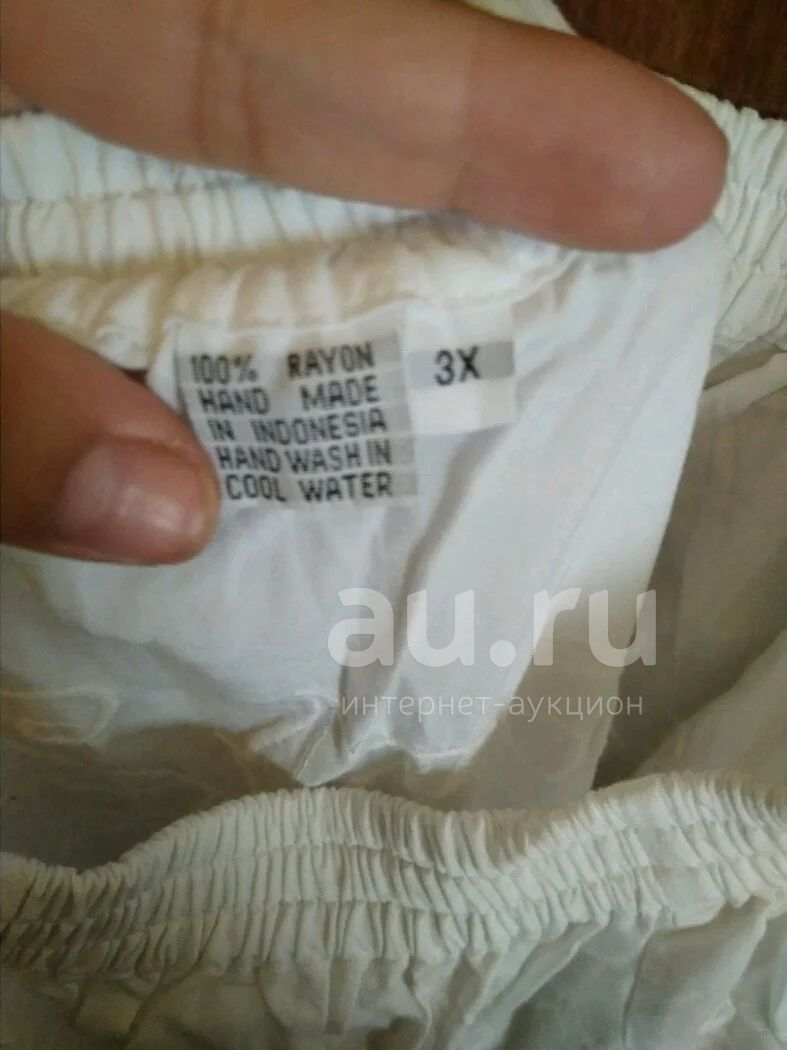 100% RAYON
HAND MADE
IN INDONESIA
HAND WASH IN
COOL WATER
3X
au.ru
интернет-аукцион